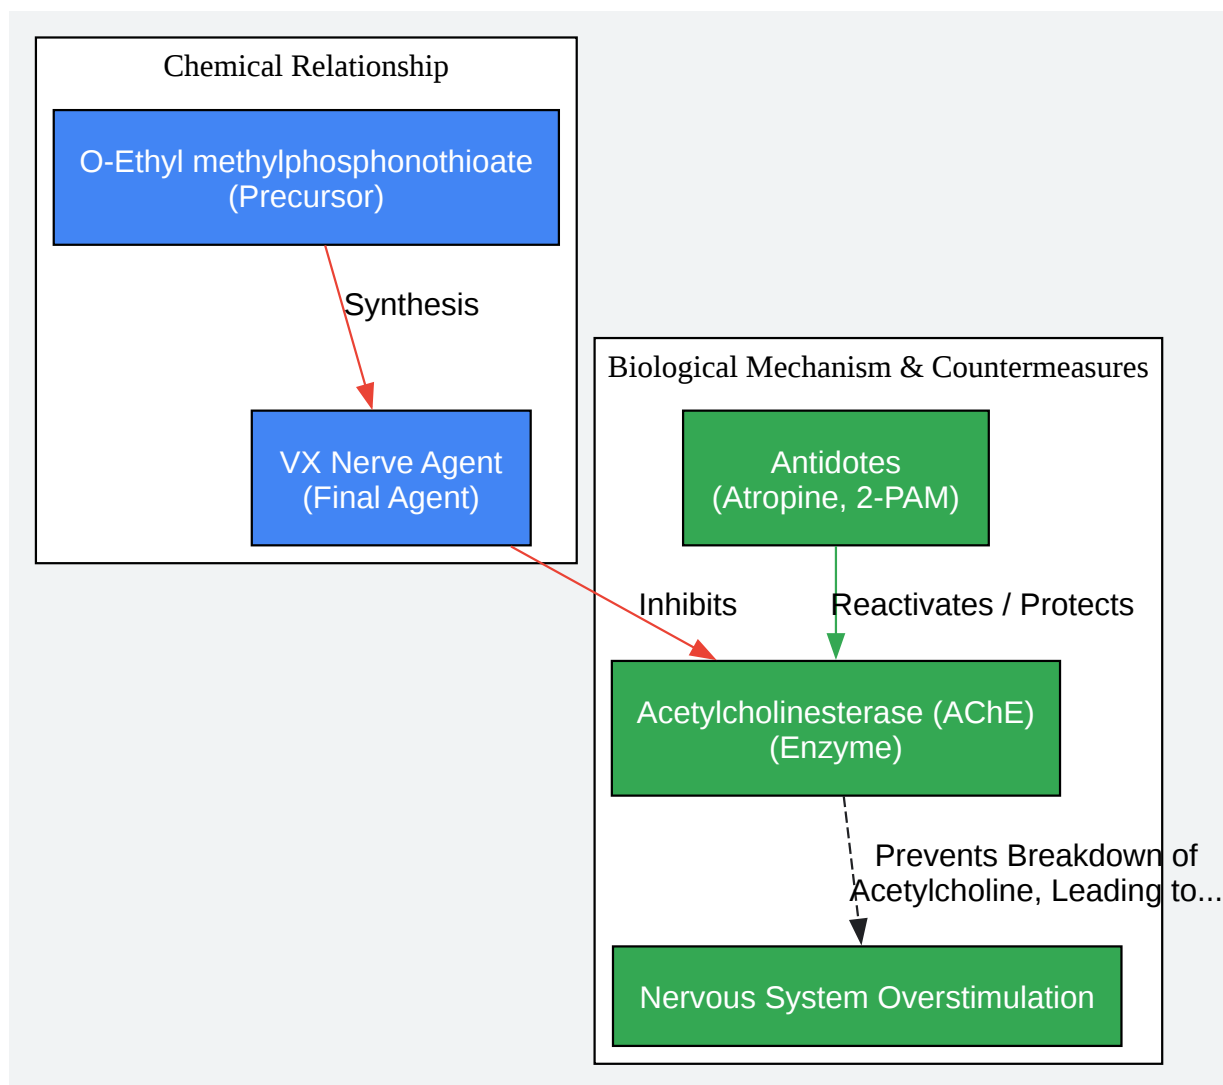 Chemical Relationship
O-Ethyl methylphosphonothioate
(Precursor)
Synthesis
VX Nerve Agent
(Final Agent)
Biological Mechanism & Countermeasures
Antidotes
(Atropine, 2-PAM)
Inhibits
Reactivates / Protects
Acetylcholinesterase (AChE)
(Enzyme)
Prevents Breakdown of
Acetylcholine, Leading to...
Nervous System Overstimulation